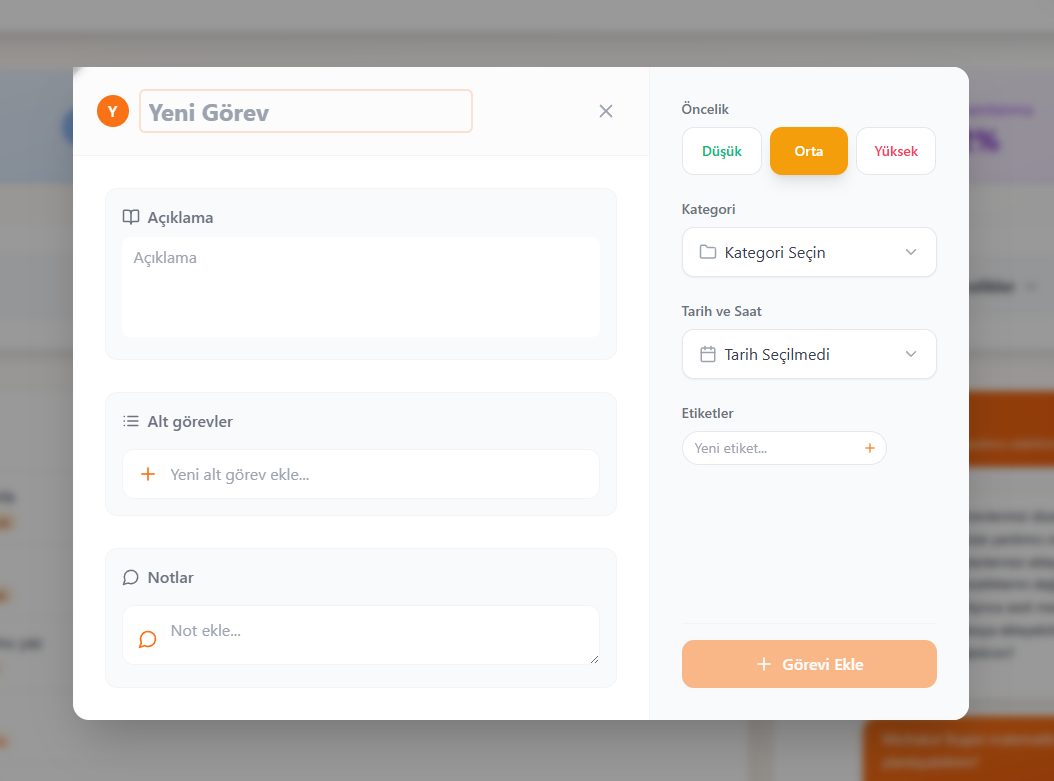 Y
Yeni Görev
Açıklama
Açıklama
Alt görevler
Yeni alt görev ekle...
Notlar
Not ekle...
Öncelik
Düşük
Orta
Yüksek
Kategori
Kategori Seçin
Tarih ve Saat
Tarih Seçilmedi
Etiketler
Yeni etiket...
Görevi Ekle